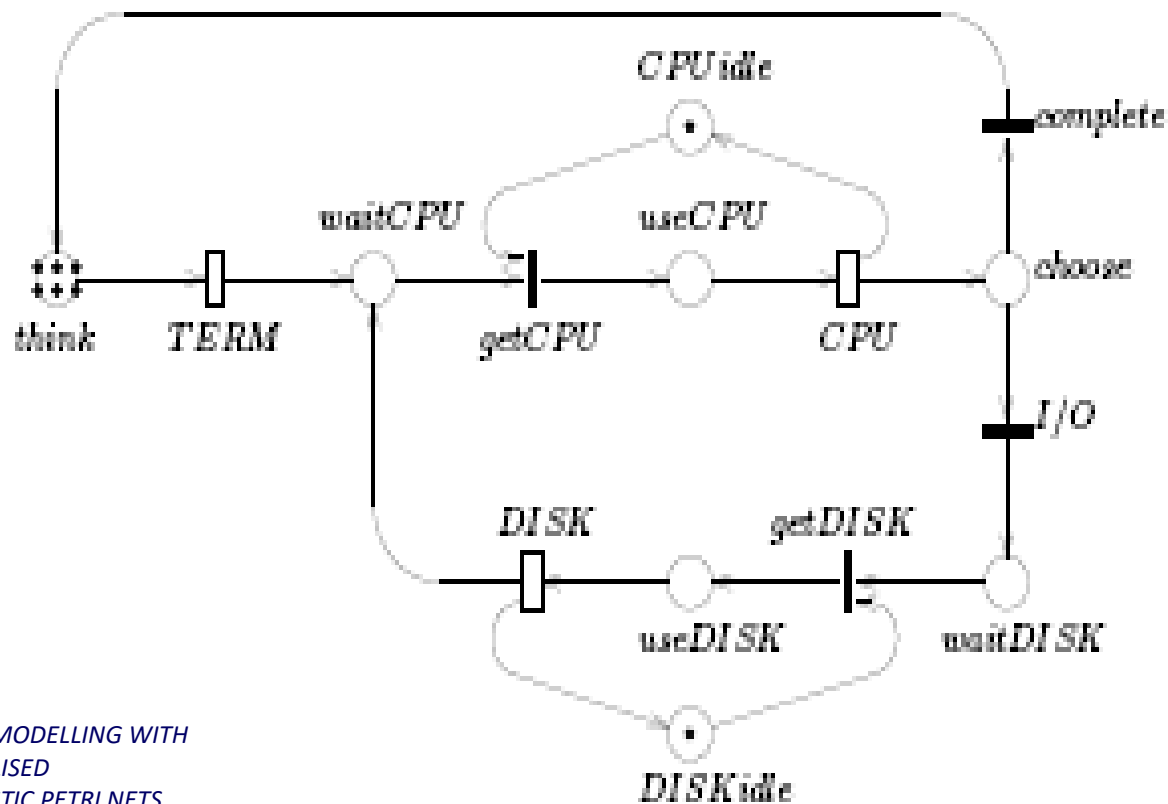 CPUidle
complete
waitCPU
useCPU
choose
think
TERM
getCPU
CPU
I/O
DISK
getDISK
useDISK
waitDISK
MODELLING WITH
ISED
TIC PETRI NETS
DISKidle